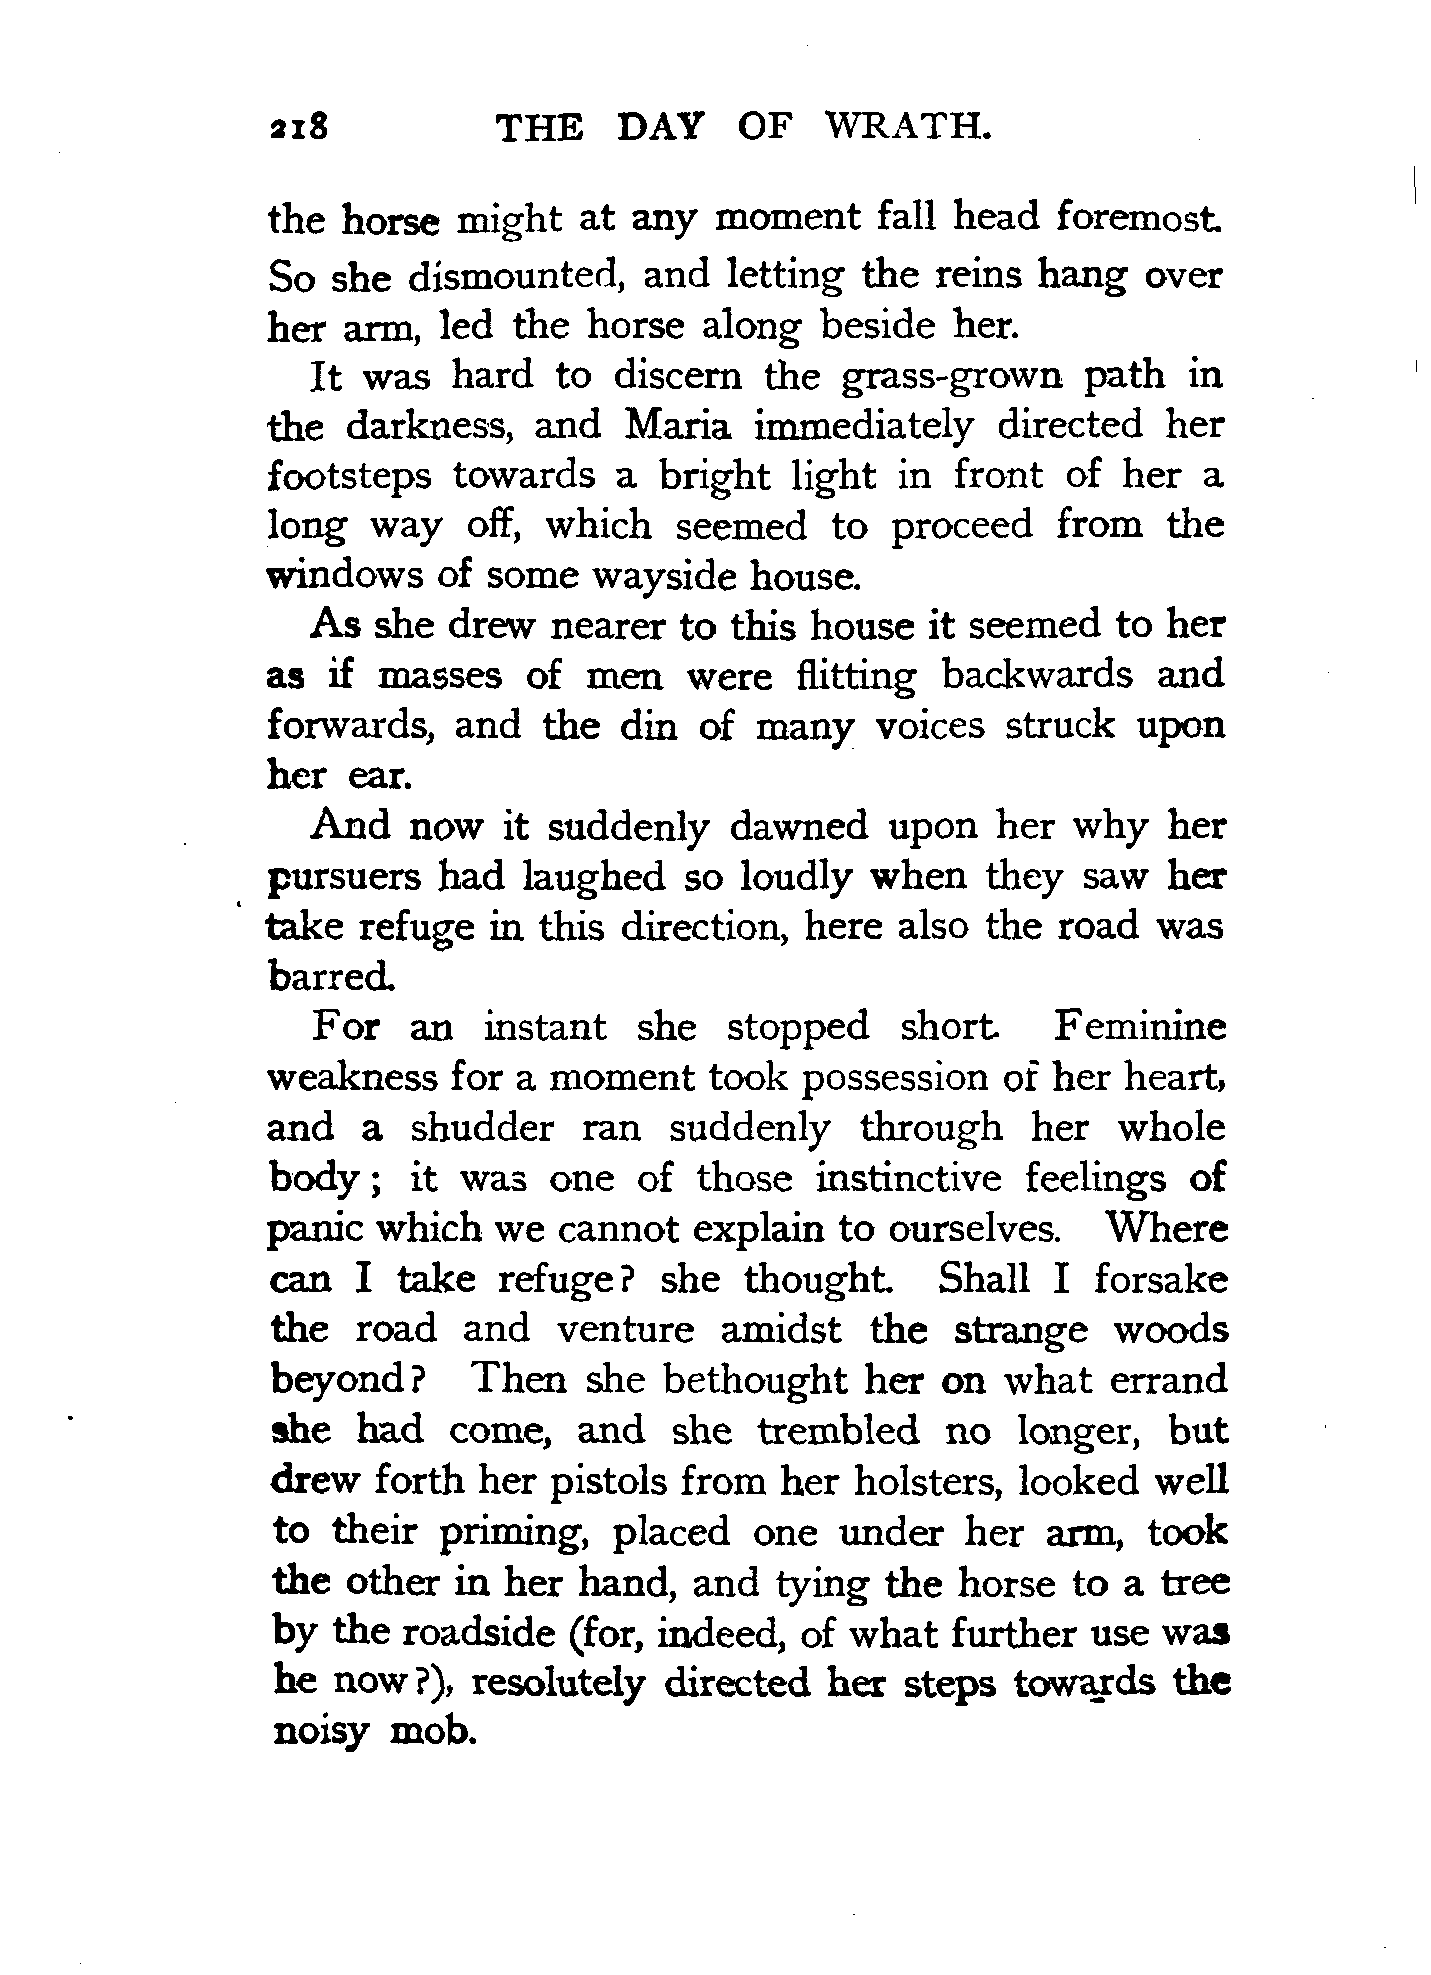 218 THE DAY OF WRATH.
the horse might at any moment fall head foremost.
So she dismounted, and letting the reins hang over
her arm, led the horse along beside her.
It was hard to discern the grass-grown path in
the darkness, and Maria immediately directed her
footsteps towards a bright light in front of her a
long way off, which seemed to proceed from the
windows of some wayside house.
As she drew nearer to this house it seemed to her
as if masses of men were flitting backwards and
forwards, and the din of many voices struck upon
her ear.
And now it suddenly dawned upon her why her
pursuers had laughed so loudly when they saw her
take refuge in this direction, here also the road was
barred.
For an instant she stopped short. Feminine
weakness for a moment took possession of her heart,
and a shudder ran suddenly through her whole
body; it was one of those instinctive feelings of
panic which we cannot explain to ourselves. Where
can I take refuge? she thought. Shall I forsake
the road and venture amidst the strange woods
beyond? Then she bethought her on what errand
she had come, and she trembled no longer, but
drew forth her pistols from her holsters, looked well
to their priming, placed one under her arm, took
the other in her hand, and tying the horse to a tree
by the roadside (for, indeed, of what further use was
he now?), resolutely directed her steps towards the
noisy mob.